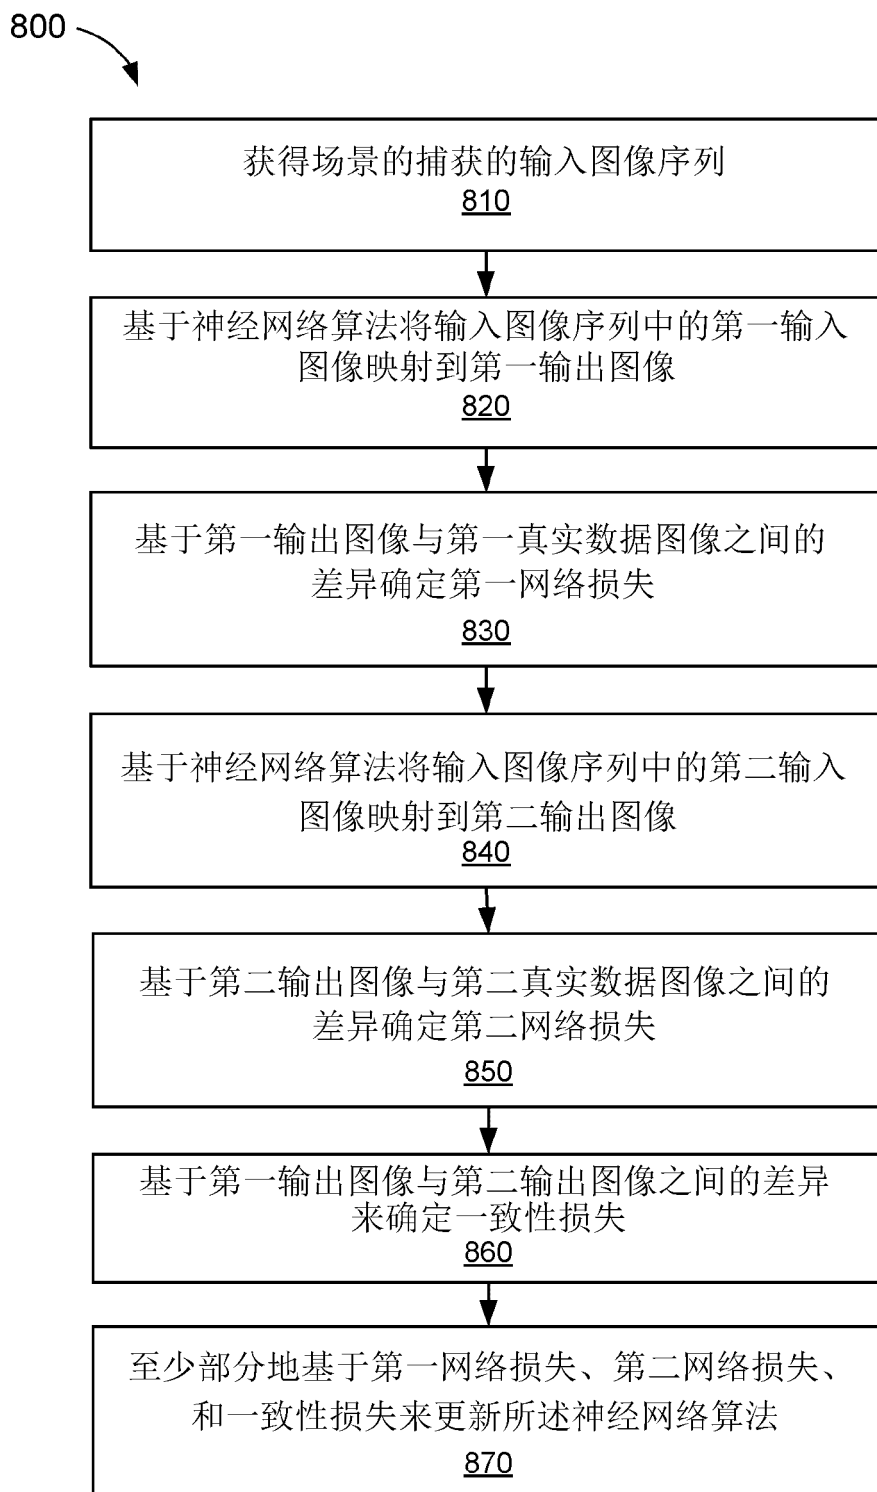 800
获得场景的捕获的输入图像序列
810
基于神经网络算法将输入图像序列中的第一输入
图像映射到第一输出图像
820
基于第一输出图像与第一真实数据图像之间的
差异确定第一网络损失
830
基于神经网络算法将输入图像序列中的第二输入
图像映射到第二输出图像
840
基于第二输出图像与第二真实数据图像之间的
差异确定第二网络损失
850
基于第一输出图像与第二输出图像之间的差异
来确定一致性损失
860
至少部分地基于第一网络损失、第二网络损失、
和一致性损失来更新所述神经网络算法
870